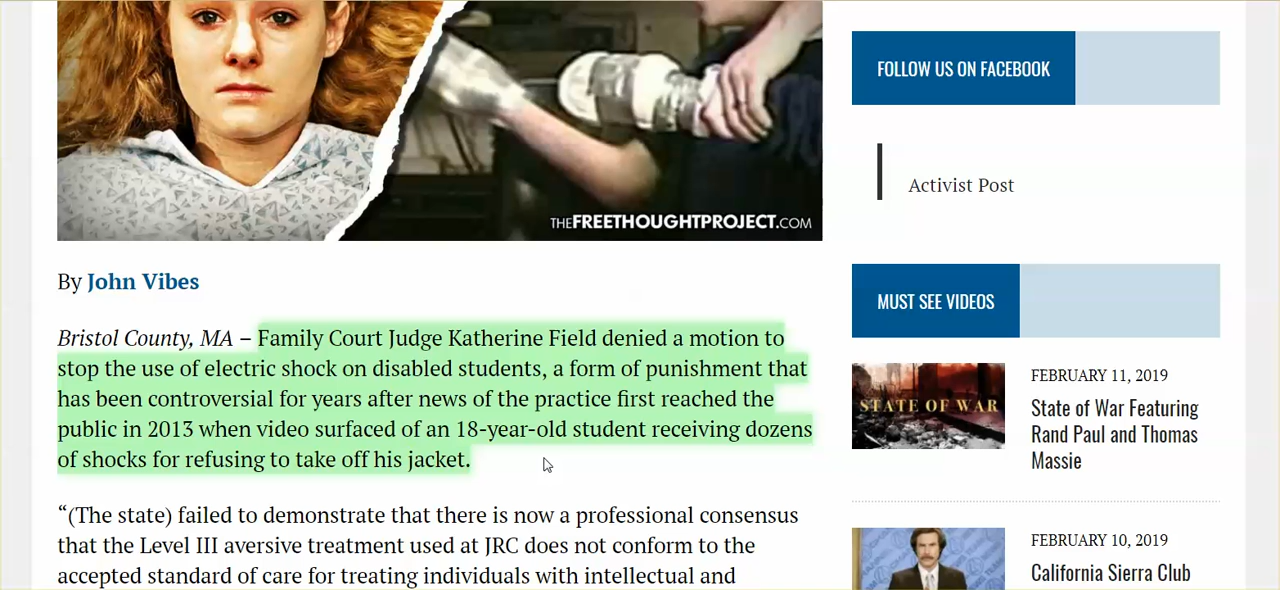 THEFREETHOUGHTPROJECT.COM
By John Vibes
Bristol County, MA – Family Court Judge Katherine Field denied a motion to
stop the use of electric shock on disabled students, a form of punishment that
has been controversial for years after news of the practice first reached the
public in 2013 when video surfaced of an 18-year-old student receiving dozens
of shocks for refusing to take off his jacket.
“(The state) failed to demonstrate that there is now a professional consensus
that the Level III aversive treatment used at JRC does not conform to the
accepted standard of care for treating individuals with intellectual and
FOLLOW US ON FACEBOOK
Activist Post
MUST SEE VIDEOS
STATE OF WAR
FEBRUARY 11, 2019
State of War Featuring
Rand Paul and Thomas
Massie
FEBRUARY 10, 2019
California Sierra Club